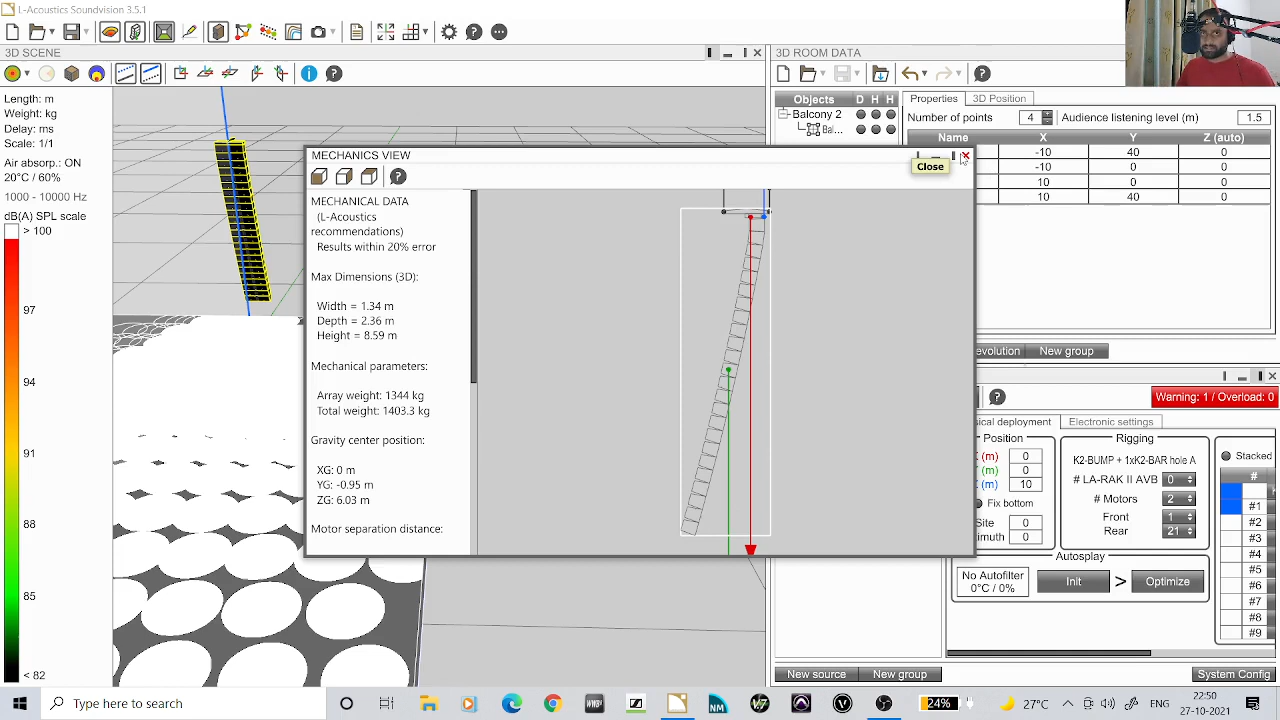 L-Acoustics Soundvision 3.5.1
3D SCENE
Length: m
Weight: kg
Delay: ms
Scale: 1/1
Air absorp.: ON
20°C / 60%
1000 - 10000 Hz
dB(A) SPL scale
> 100
97
94
91
88
85
< 82
MECHANICS VIEW
Close
MECHANICAL DATA
(L-Acoustics
recommendations)
Results within 20% error
Max Dimensions (3D):
Width = 1.34 m
Depth = 2.36 m
Height = 8.59 m
Mechanical parameters:
Array weight: 1344 kg
Total weight: 1403.3 kg
Gravity center position:
XG: 0 m
YG: -0.95 m
ZG: 6.03 m
Motor separation distance:
3D ROOM DATA
Objects D H H
Balcony 2
Bal...
Properties 3D Position
Number of points 4 Audience listening level (m) 1.5
Name X Y Z (auto)
-10 40 0
-10 0 0
10 0 0
10 40 0
evolution New group
Warning: 1 / Overload: 0
sical deployment Electronic settings
Position
(m) 0
(m) 0
(m) 10
Fix bottom
Site 0
imuth 0
Rigging
K2-BUMP + 1xK2-BAR hole A
# LA-RAK II AVB 0
# Motors 2
Front 1
Rear 21
Stacked
#
#1
#2
#3
#4
#5
#6
#7
#8
#9
Autoplay
No Autofilter
0°C / 0%
Init > Optimize
New source New group System Config
Type here to search
24%
27°C
ENG
22:50
27-10-2021